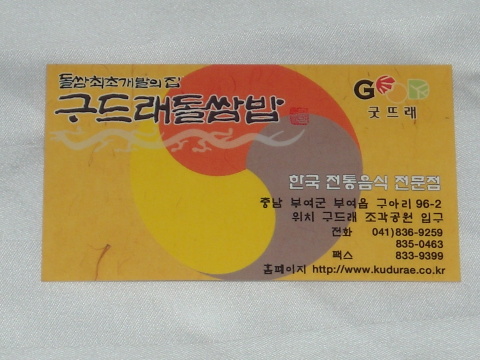 돌쌈최초개발의집
구드래돌쌈밥
G
굿뜨래
한국 전통음식 전문점
충남 부여군 부여읍 구아리 96-2
위치 구드래 조각공원 입구
전화 041)836-9259
835-0463
팩스 833-9399
홈페이지 http://www.kudurae.co.kr